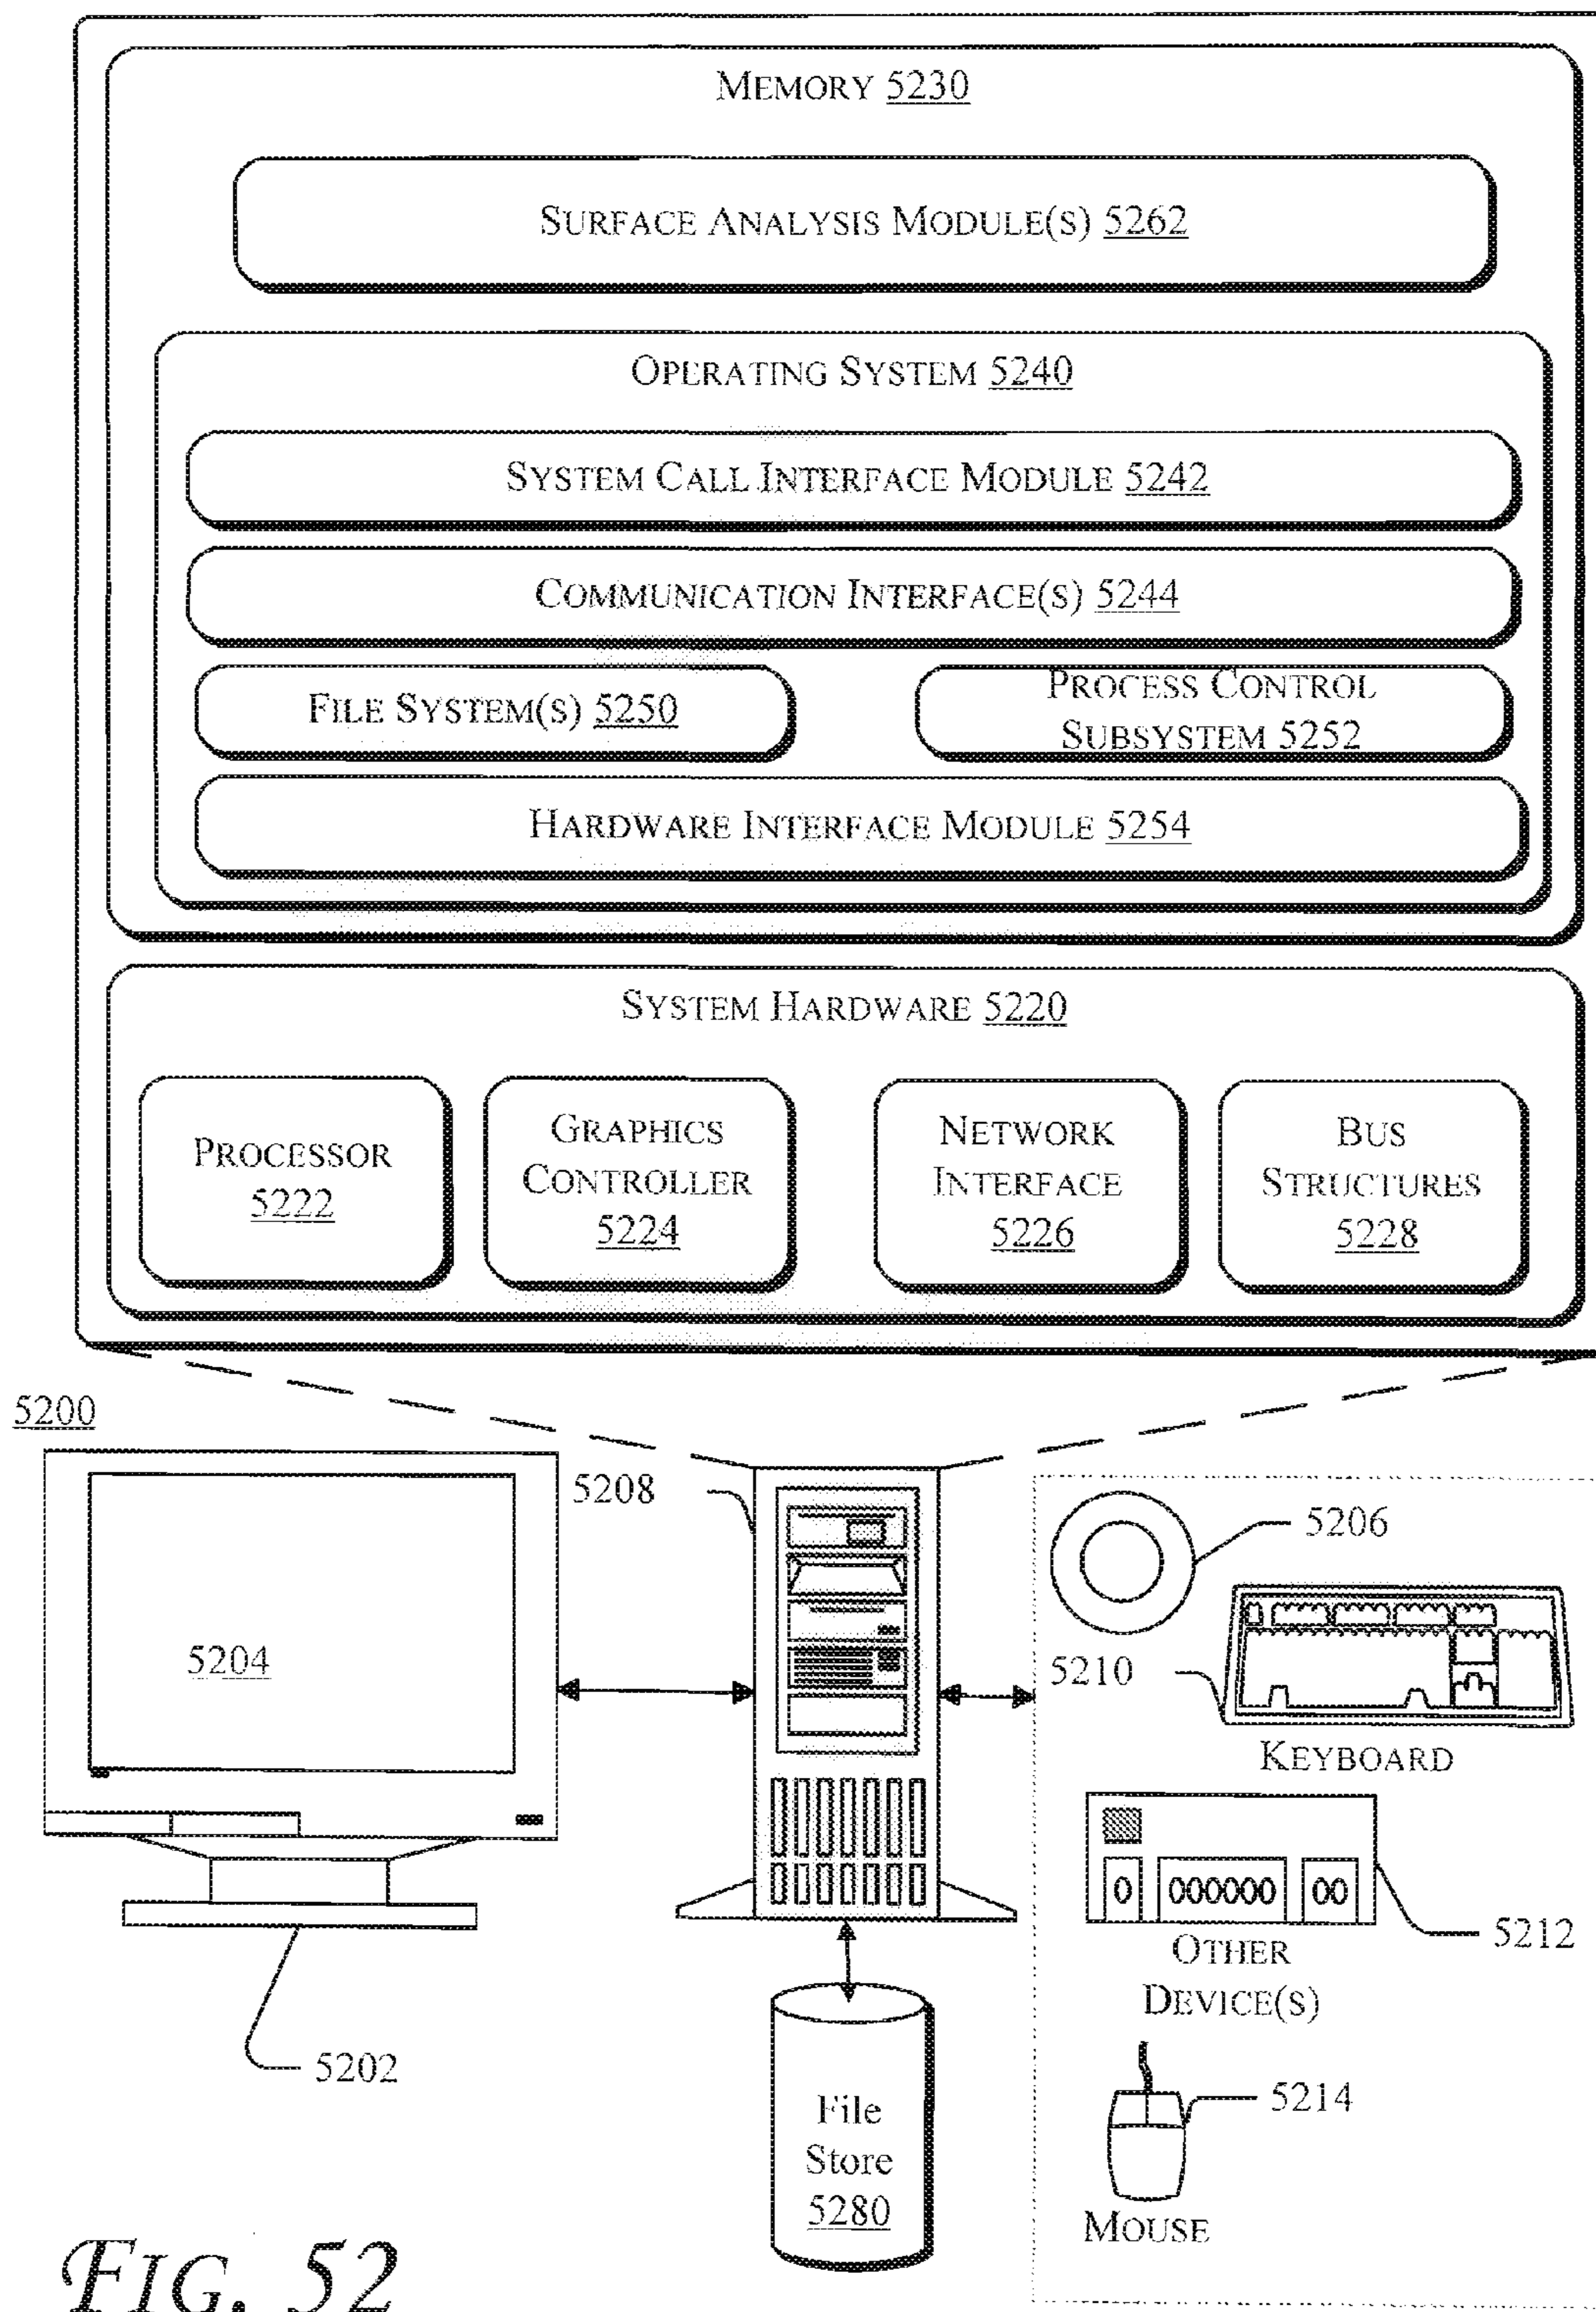 MEMORY 5230
SURFACE ANALYSIS MODULE(S) 5262
OPERATING SYSTEM 5240
SYSTEM CALL INTERFACE MODULE 5242
COMMUNICATION INTERFACE(S) 5244
FILE SYSTEM(S) 5250
PROCESS CONTROL
SUBSYSTEM 5252
HARDWARE INTERFACE MODULE 5254
SYSTEM HARDWARE 5220
PROCESSOR
5222
GRAPHICS
CONTROLLER
5224
NETWORK
INTERFACE
5226
BUS
STRUCTURES
5228
5200
5204
5202
5208
5206
5210
KEYBOARD
5212
OTHER
DEVICE(S)
5214
MOUSE
File
Store
5280
FIG. 52